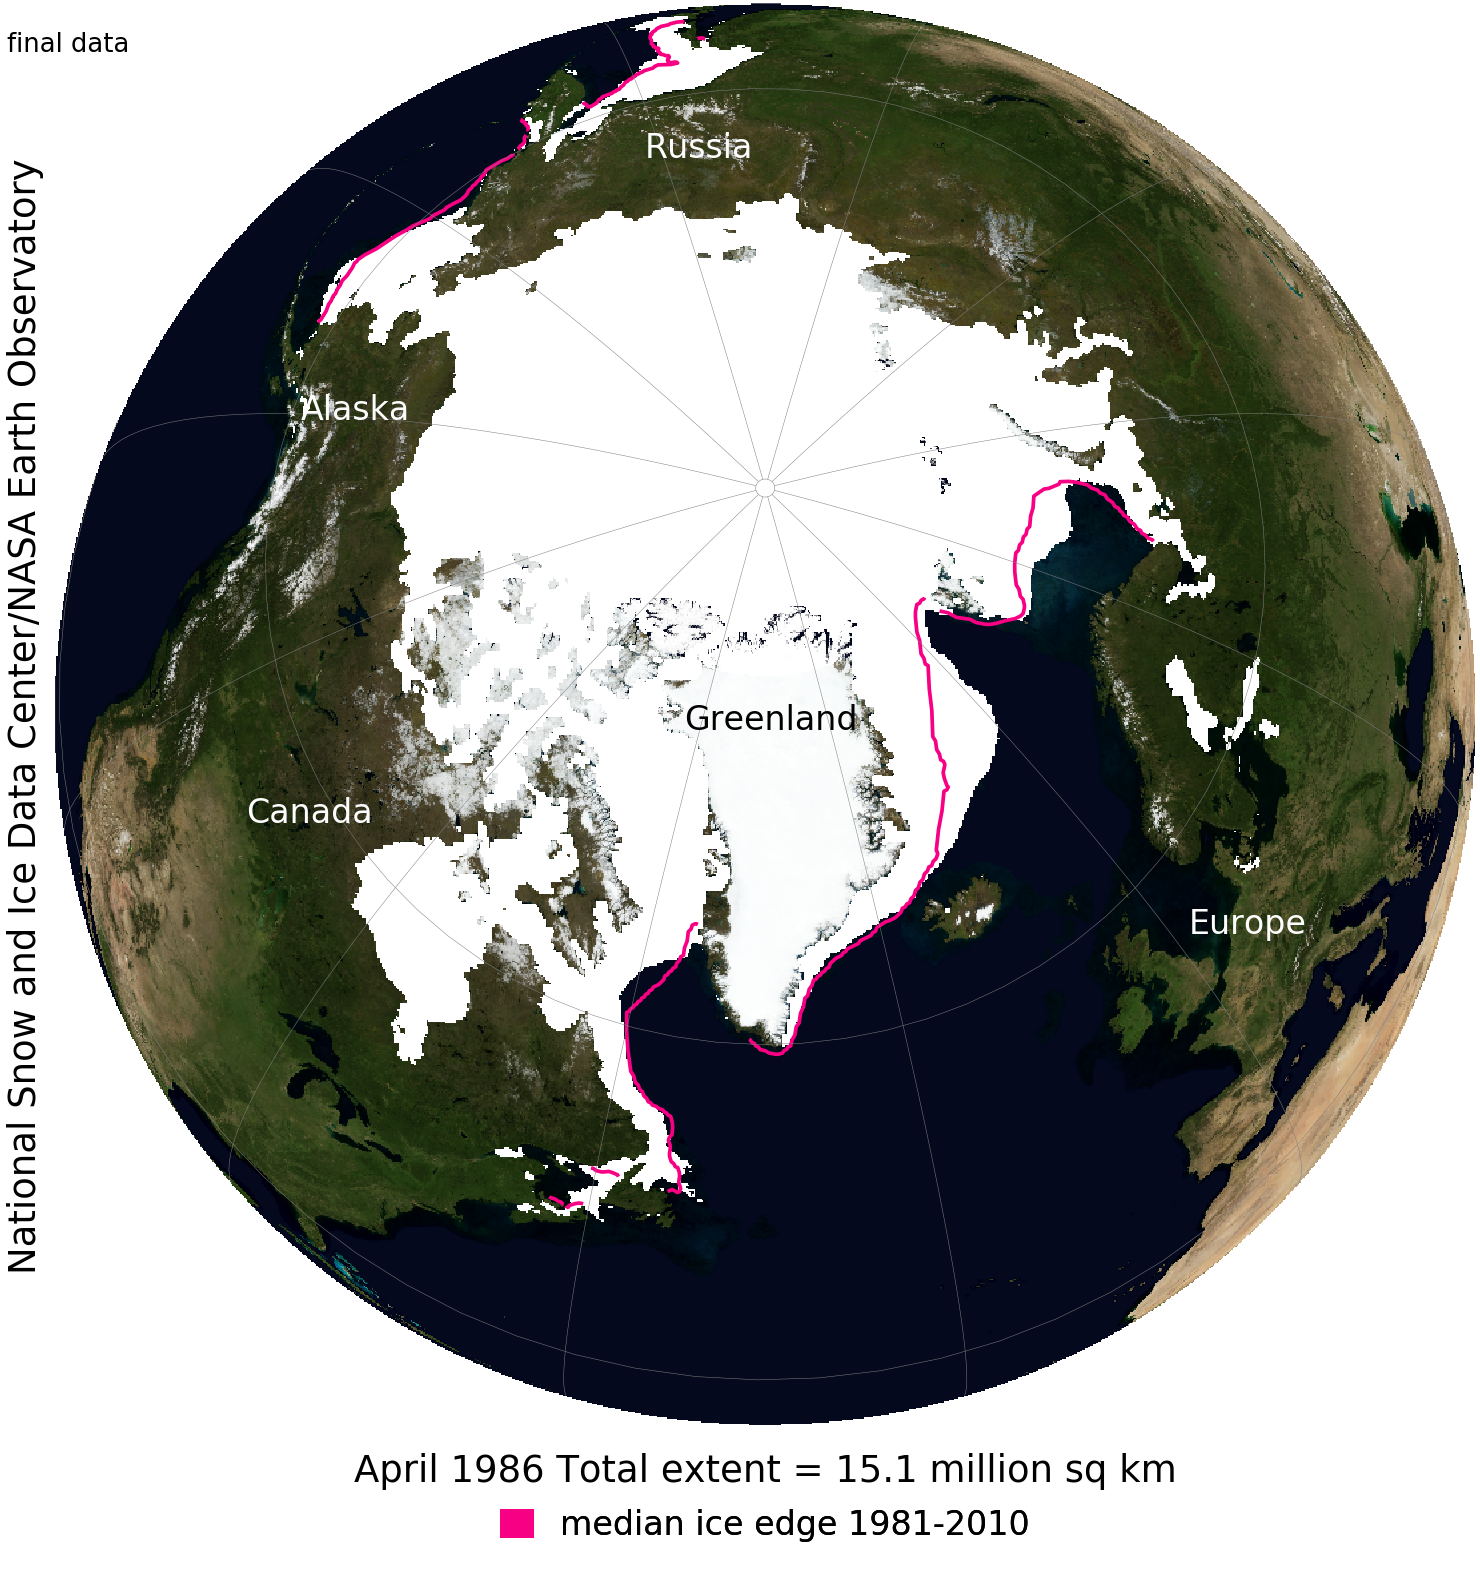 final data
National Snow and Ice Data Center/NASA Earth Observatory
Russia
Alaska
Greenland
Canada
Europe
April 1986 Total extent = 15.1 million sq km
median ice edge 1981-2010